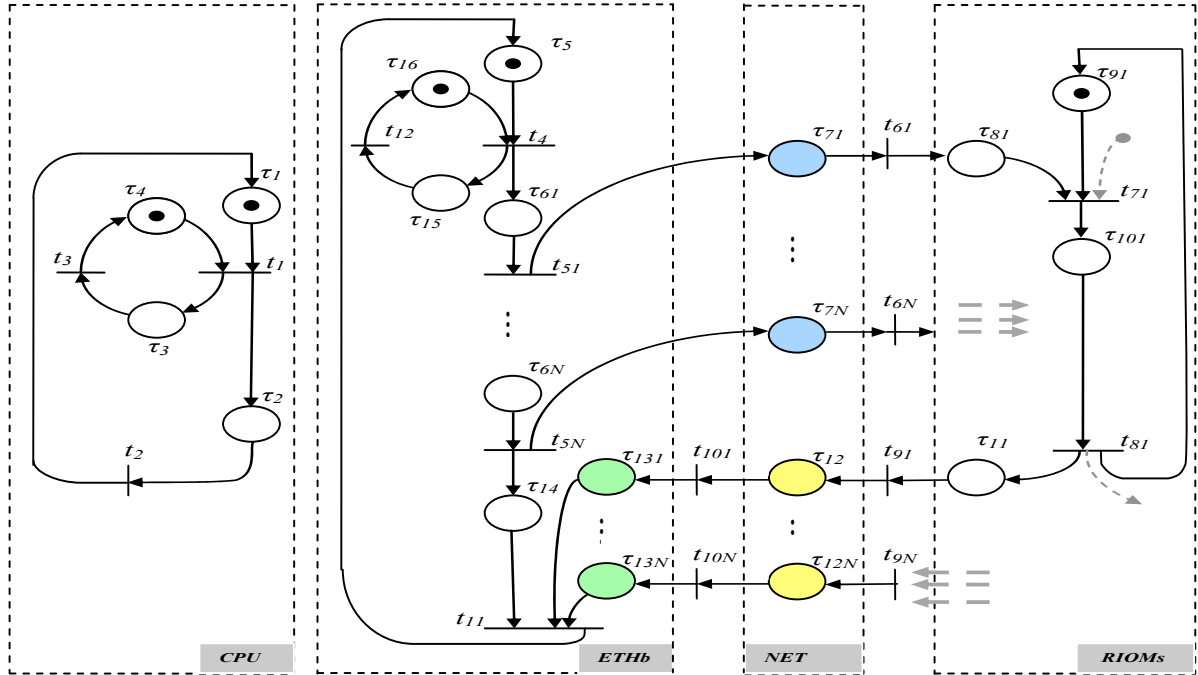 τ1
τ4
t3
t1
τ3
τ2
t2
CPU
τ5
τ16
t12
t4
τ61
τ15
t51
τ6N
t5N
τ14
τ131
τ13N
t11
ETHb
τ71
τ7N
t101
τ12
t10N
τ12N
NET
t61
t6N
t91
t9N
τ91
τ81
t71
τ101
τ11
t81
RIOMs